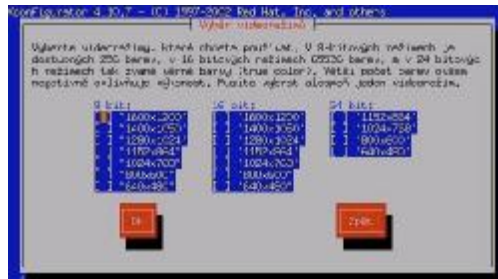 Xconfigurator 4.10.7 - (C) 1997-2002 Red Hat, Inc. and others
Výběr videorežimů
Vyberte videorežimy, které chcete používat. V 8-bitových režimech je
dostupných 256 barev, v 16 bitových režimech 65536 barev, a v 24 bitovýc
h režimech tak zvané věrné barvy (true color). Větší počet barev ovšem
negativně ovlivňuje výkonnost. Musíte vybrat alespoň jeden videorežim.
8 bit: 16 bit: 24 bit:
[ ] "1600x1200" [ ] "1600x1200" [ ] "1152x864"
[ ] "1400x1050" [ ] "1400x1050" [ ] "1024x768"
[ ] "1280x1024" [ ] "1280x1024" [ ] "800x600"
[ ] "1152x864" [ ] "1152x864" [ ] "640x480"
[ ] "1024x768" [ ] "1024x768"
[ ] "800x600" [ ] "800x600"
[ ] "640x480" [ ] "640x480"
Ok Zpět